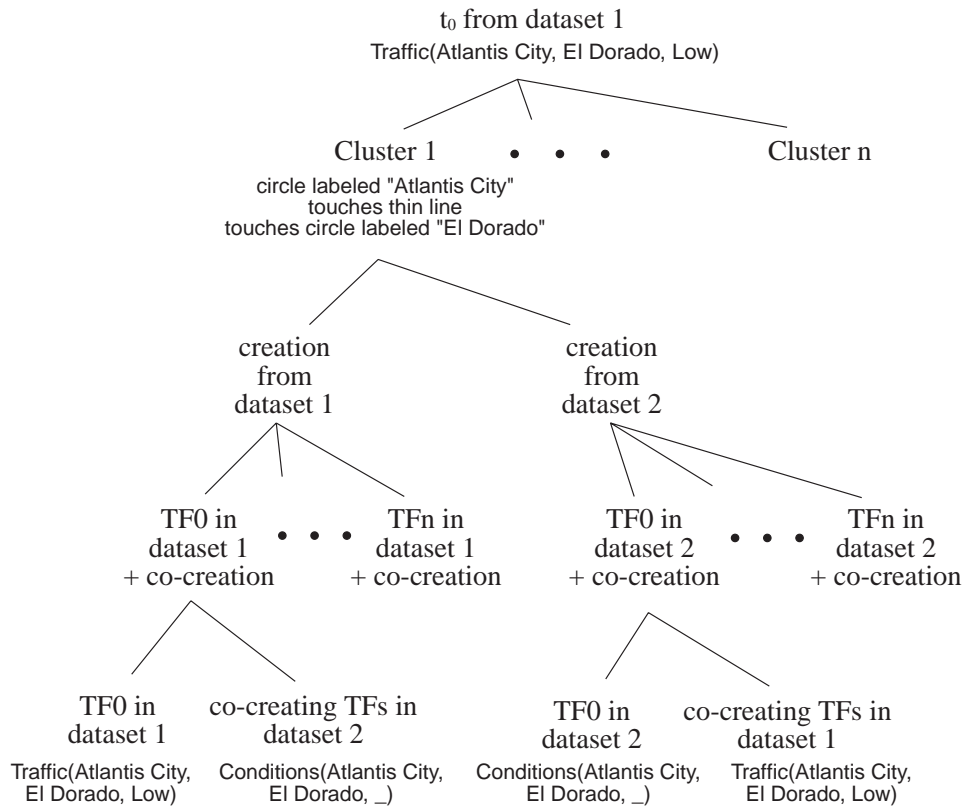 t₀ from dataset 1
Traffic(Atlantis City, El Dorado, Low)
Cluster 1
• • •
Cluster n
circle labeled "Atlantis City"
touches thin line
touches circle labeled "El Dorado"
creation
from
dataset 1
creation
from
dataset 2
TF0 in
dataset 1
+ co-creation
• • •
TFn in
dataset 1
+ co-creation
TF0 in
dataset 2
+ co-creation
• • •
TFn in
dataset 2
+ co-creation
TF0 in
dataset 1
Traffic(Atlantis City,
El Dorado, Low)
co-creating TFs in
dataset 2
Conditions(Atlantis City,
El Dorado, _)
TF0 in
dataset 2
Conditions(Atlantis City,
El Dorado, _)
co-creating TFs in
dataset 1
Traffic(Atlantis City,
El Dorado, Low)